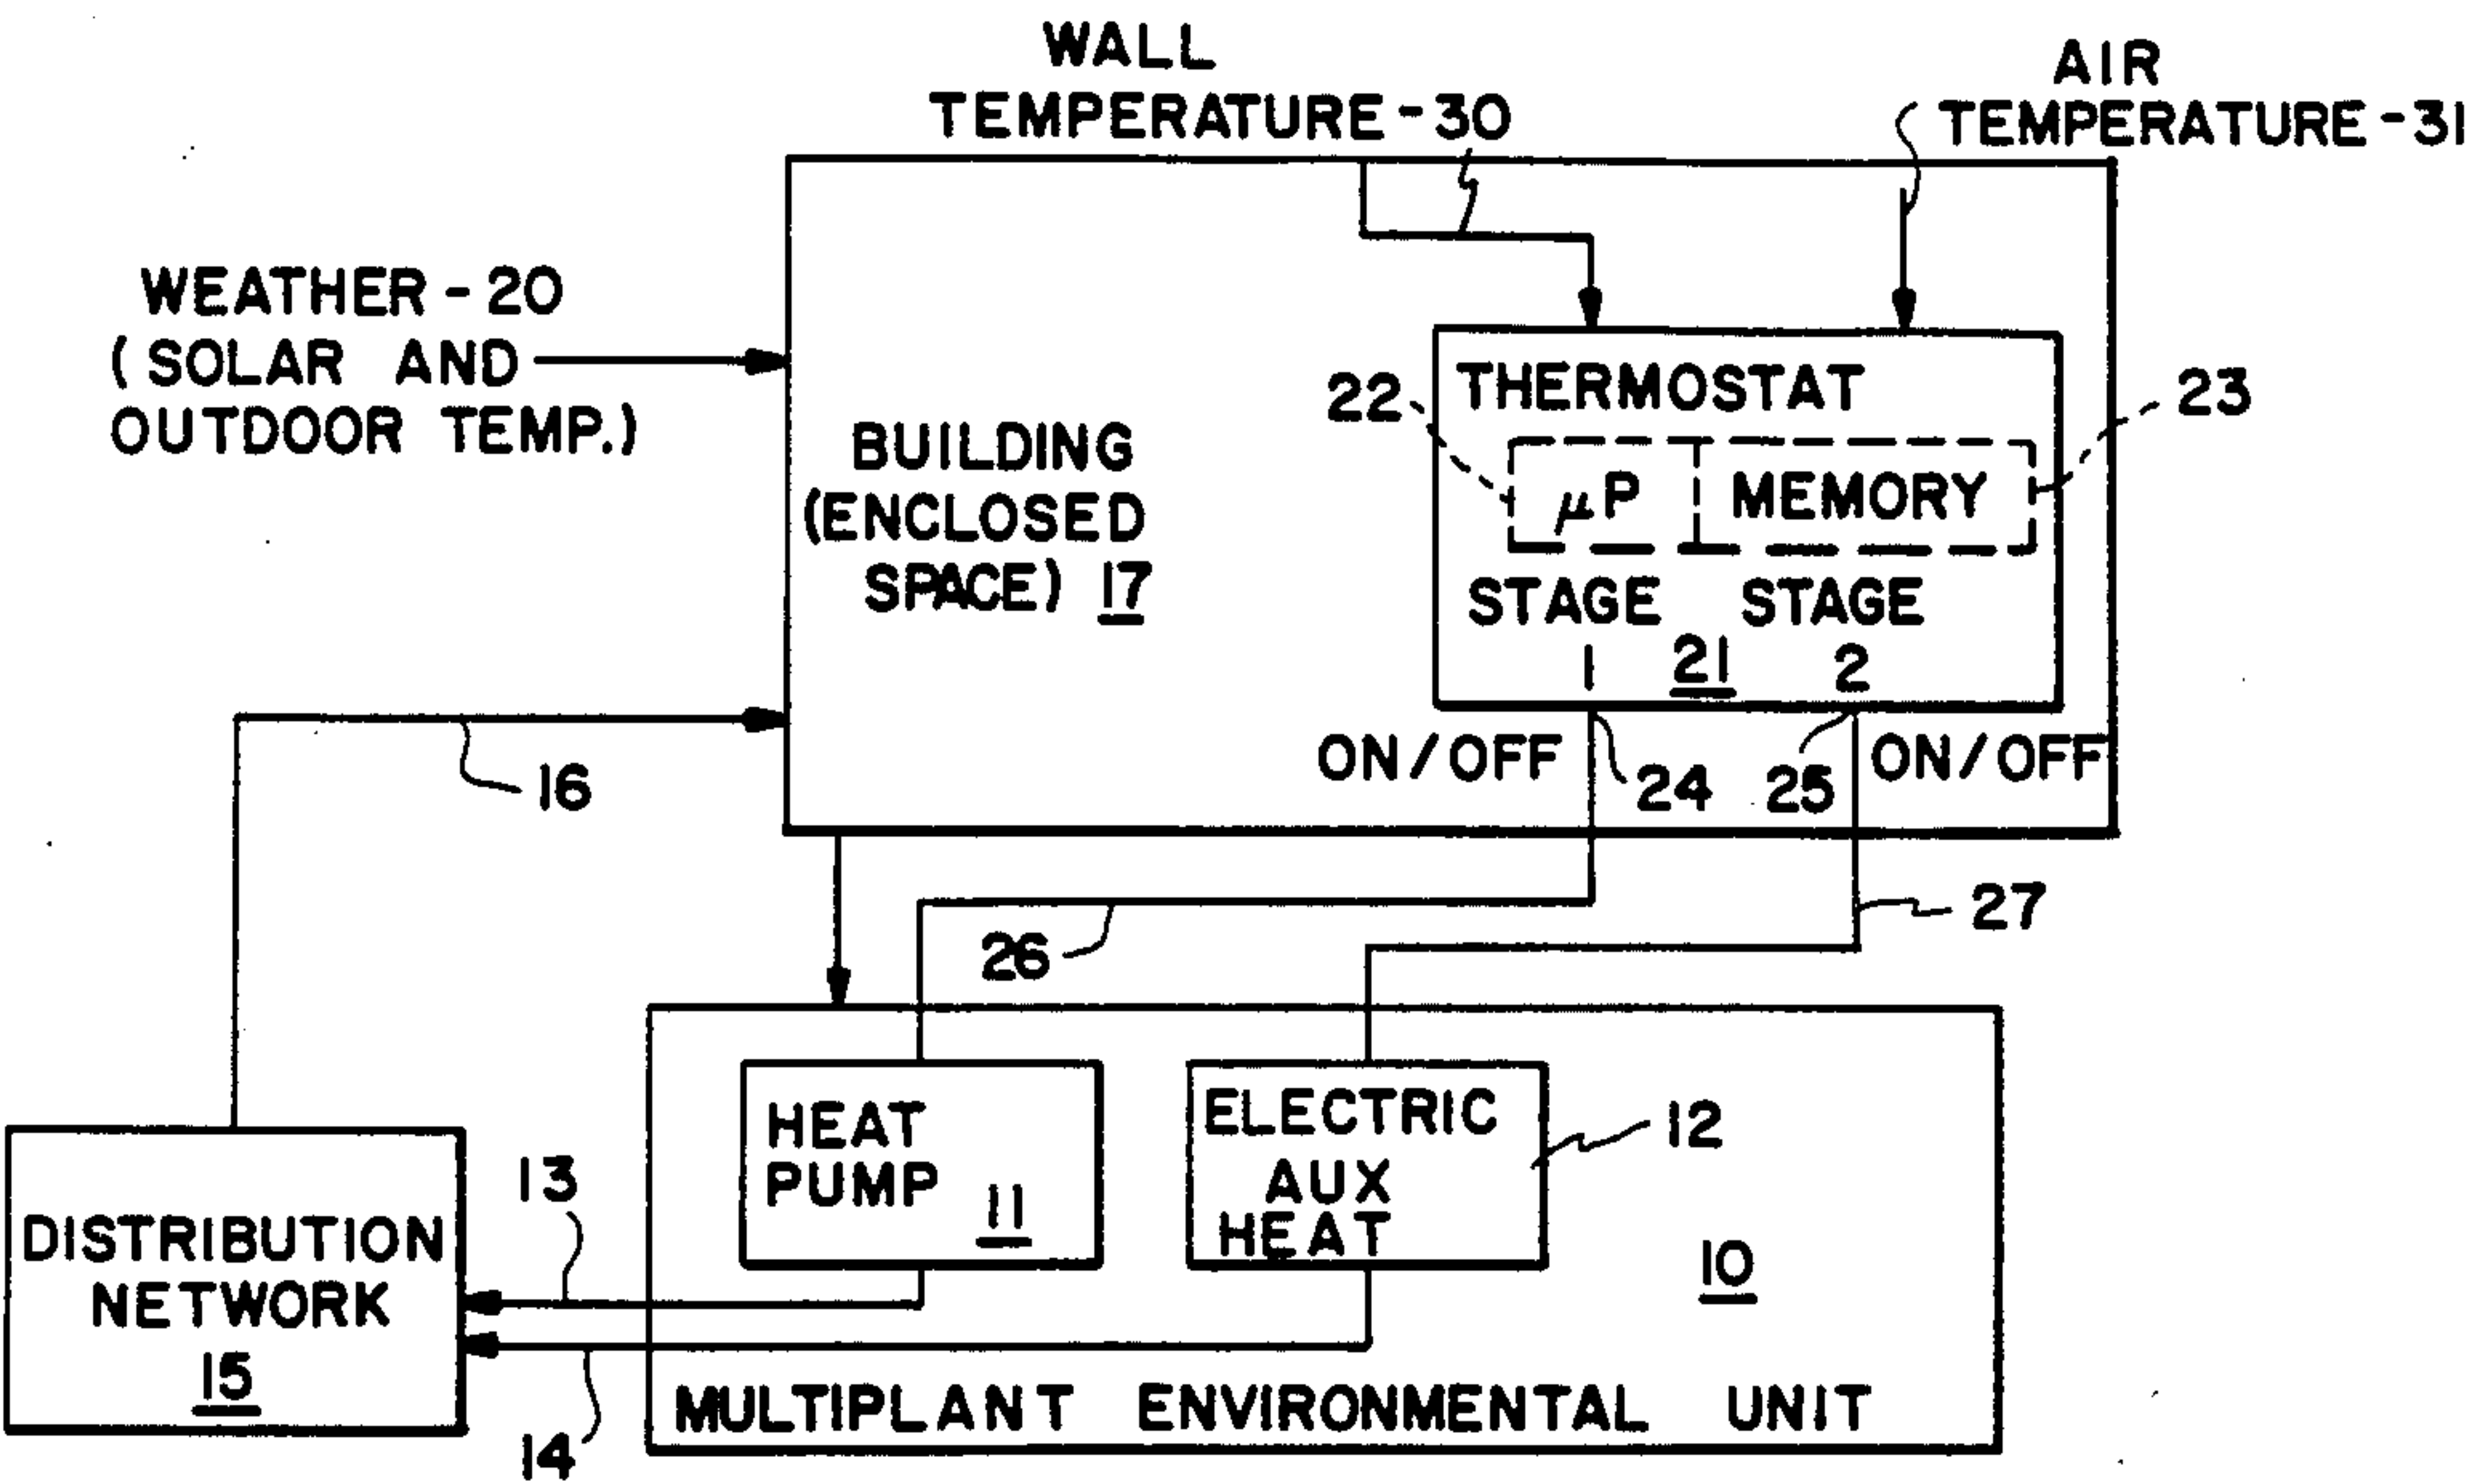 WALL
TEMPERATURE-30
AIR
TEMPERATURE-31
WEATHER-20
(SOLAR AND
OUTDOOR TEMP.)
BUILDING
(ENCLOSED
SPACE) 17
22
THERMOSTAT
23
μP
MEMORY
STAGE 1
21
STAGE 2
ON/OFF
24
25
ON/OFF
16
26
27
HEAT
PUMP
11
ELECTRIC
AUX
HEAT
12
10
13
DISTRIBUTION
NETWORK
15
14
MULTIPLANT ENVIRONMENTAL UNIT